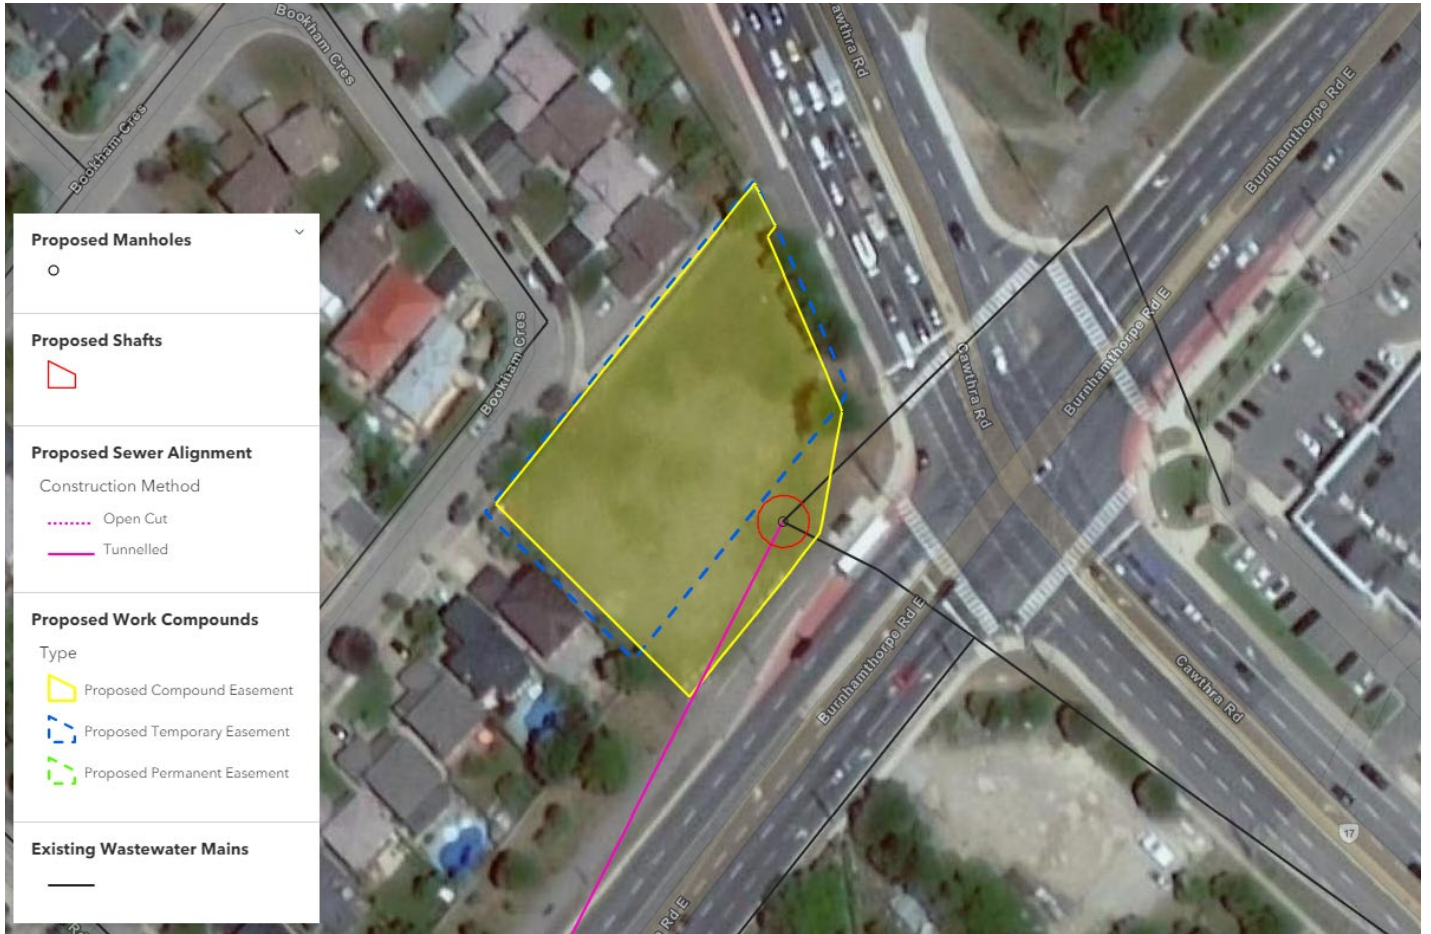 Bookham Cres
Cawthra Rd
Burnhamthorpe Rd E
Bookham Cres
Proposed Manholes
Proposed Shafts
Proposed Sewer Alignment
Construction Method
Open Cut
Tunnelled
Proposed Work Compounds
Type
Proposed Compound Easement
Proposed Temporary Easement
Proposed Permanent Easement
Existing Wastewater Mains
Bookham Cres
Cawthra Rd
Burnhamthorpe Rd E
Burnhamthorpe Rd E
Cawthra Rd
17
Rd E
Rd